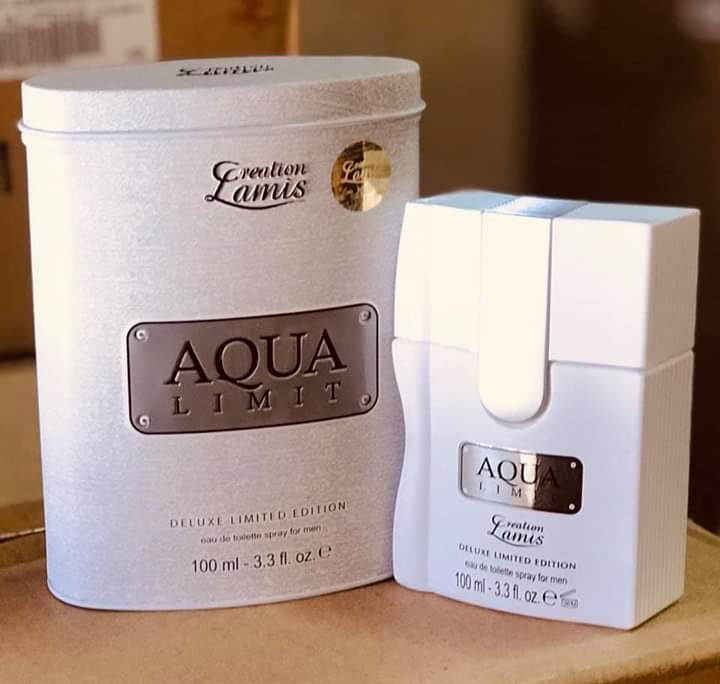 Creation
Lamis
AQUA
LIMIT
DELUXE LIMITED EDITION
eau de toilette spray for men
100 ml - 3.3 fl. oz. ℮
AQUA
LIMIT
Creation
Lamis
DELUXE LIMITED EDITION
eau de toilette spray for men
100 ml - 3.3 fl. oz. ℮